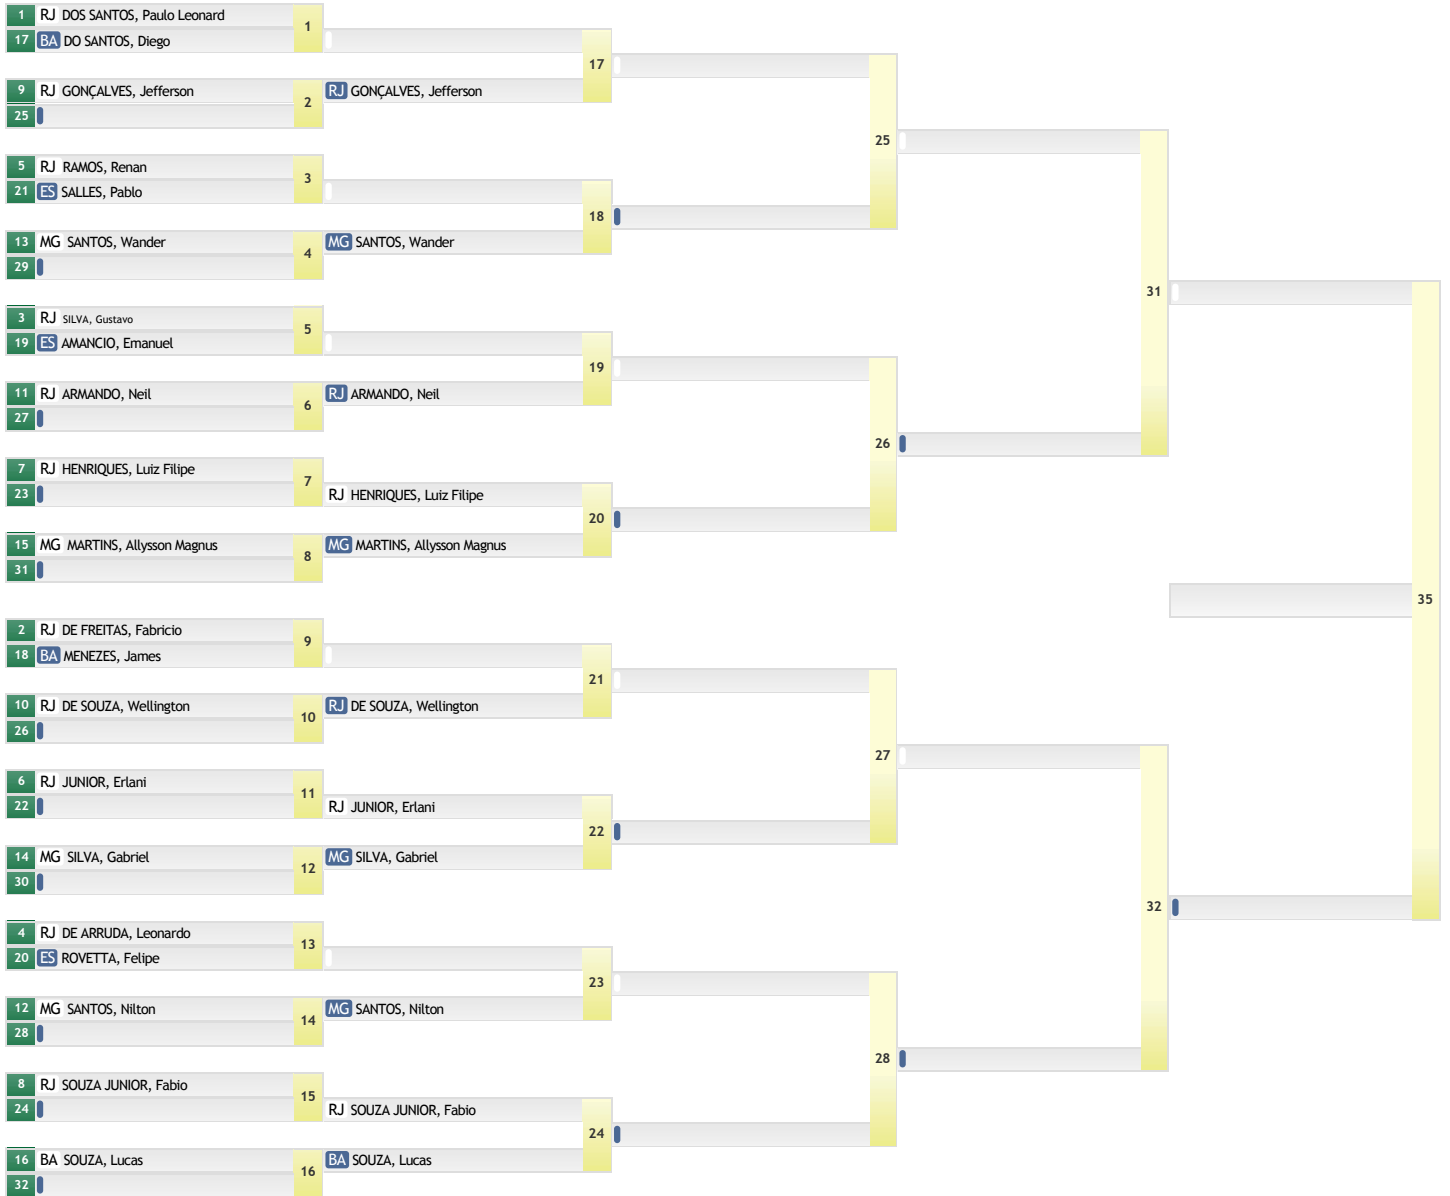 1 RJ DOS SANTOS, Paulo Leonard
1
17 BA DO SANTOS, Diego
17
9 RJ GONÇALVES, Jefferson
2
RJ GONÇALVES, Jefferson
25
25
5 RJ RAMOS, Renan
3
21 ES SALLES, Pablo
18
13 MG SANTOS, Wander
4
MG SANTOS, Wander
29
31
3 RJ SILVA, Gustavo
5
19 ES AMANCIO, Emanuel
19
11 RJ ARMANDO, Neil
6
RJ ARMANDO, Neil
27
26
7 RJ HENRIQUES, Luiz Filipe
7
23
RJ HENRIQUES, Luiz Filipe
20
15 MG MARTINS, Allysson Magnus
8
MG MARTINS, Allysson Magnus
31
35
2 RJ DE FREITAS, Fabricio
9
18 BA MENEZES, James
21
10 RJ DE SOUZA, Wellington
10
RJ DE SOUZA, Wellington
26
27
6 RJ JUNIOR, Erlani
11
22
RJ JUNIOR, Erlani
22
14 MG SILVA, Gabriel
12
MG SILVA, Gabriel
30
32
4 RJ DE ARRUDA, Leonardo
13
20 ES ROVETTA, Felipe
23
12 MG SANTOS, Nilton
14
MG SANTOS, Nilton
28
28
8 RJ SOUZA JUNIOR, Fabio
15
24
RJ SOUZA JUNIOR, Fabio
24
16 BA SOUZA, Lucas
16
BA SOUZA, Lucas
32